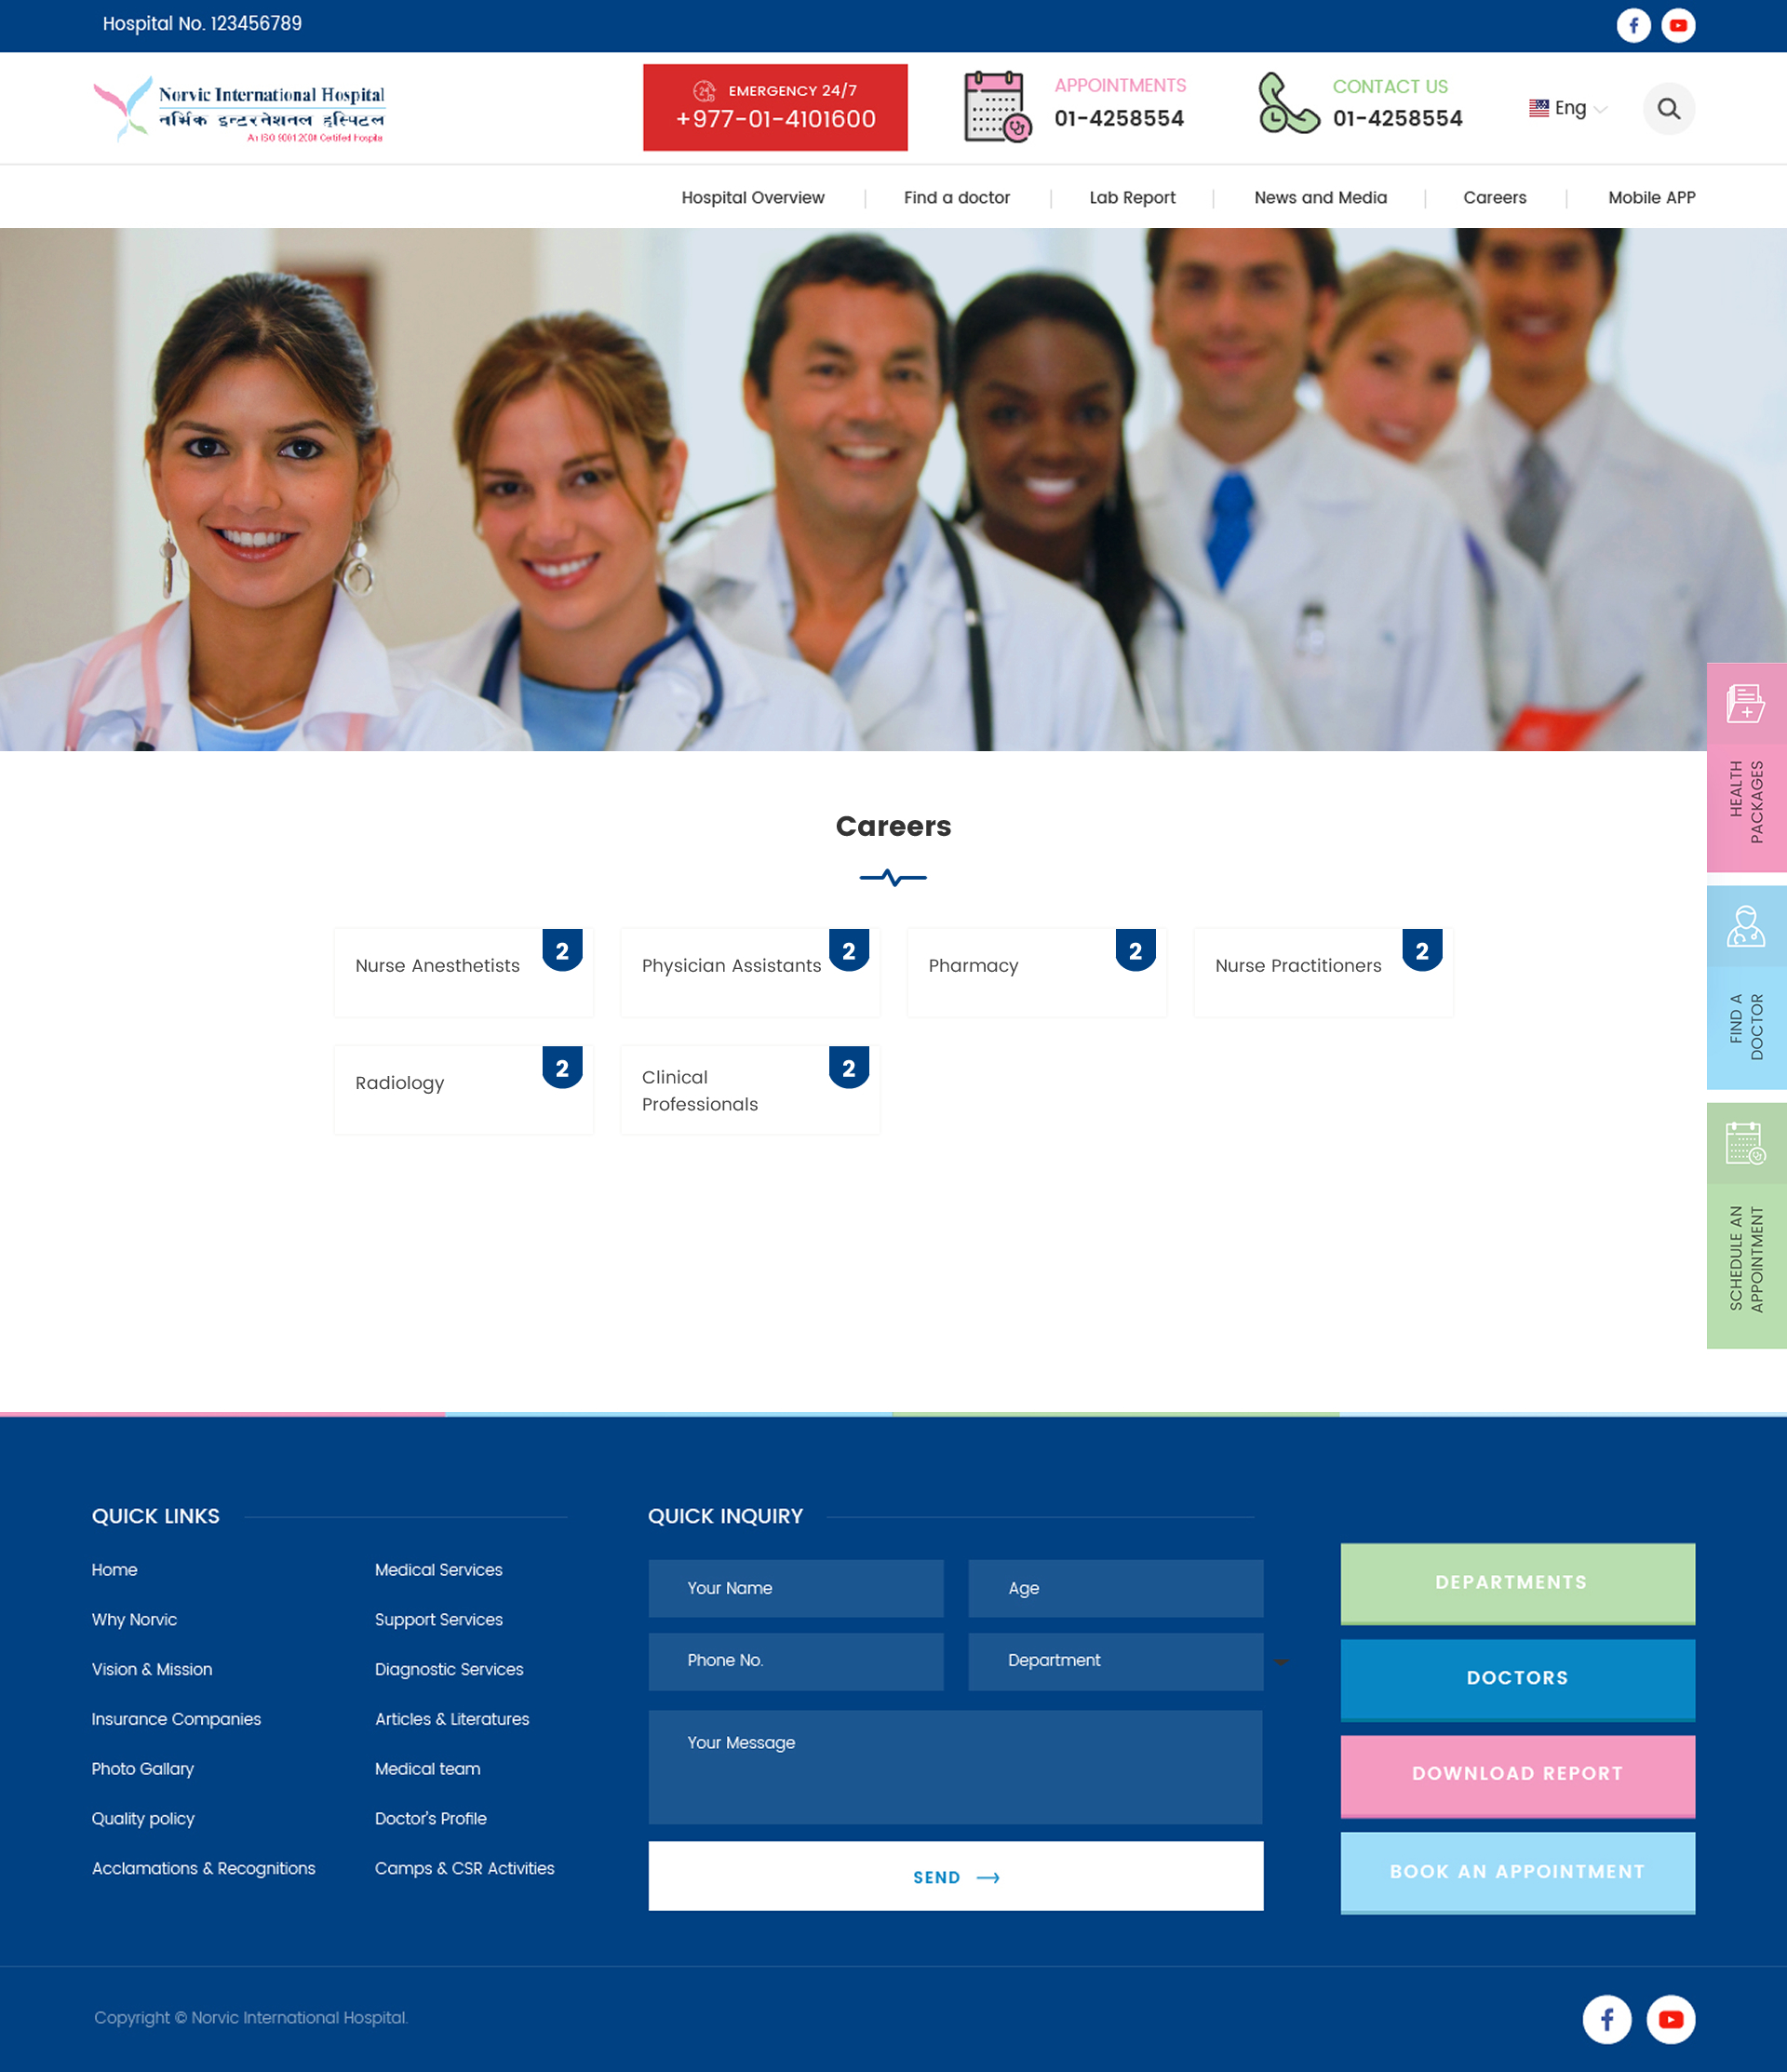 Hospital No. 123456789
Norvic International Hospital
नर्भिक इन्टरनेशनल हस्पिटल
An ISO 9001:2008 Certified Hospital
EMERGENCY 24/7
+977-01-4101600
APPOINTMENTS
01-4258554
CONTACT US
01-4258554
Eng
Hospital Overview
Find a doctor
Lab Report
News and Media
Careers
Mobile APP
HEALTH
PACKAGES
FIND A
DOCTOR
SCHEDULE AN
APPOINTMENT
Careers
Nurse Anesthetists
2
Physician Assistants
2
Pharmacy
2
Nurse Practitioners
2
Radiology
2
Clinical
Professionals
2
QUICK LINKS
Home
Why Norvic
Vision & Mission
Insurance Companies
Photo Gallary
Quality policy
Acclamations & Recognitions
Medical Services
Support Services
Diagnostic Services
Articles & Literatures
Medical team
Doctor's Profile
Camps & CSR Activities
QUICK INQUIRY
Your Name
Age
Phone No.
Department
Your Message
SEND
DEPARTMENTS
DOCTORS
DOWNLOAD REPORT
BOOK AN APPOINTMENT
Copyright © Norvic International Hospital.